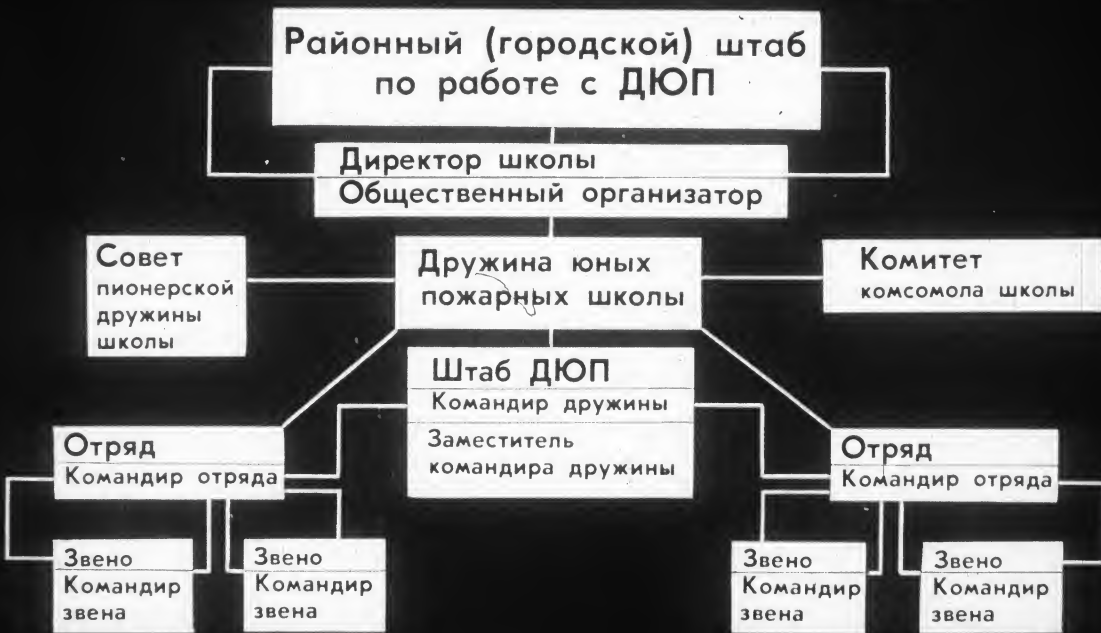 Районный (городской) штаб
по работе с ДЮП
Директор школы
Общественный организатор
Совет
пионерской
дружины
школы
Дружина юных
пожарных школы
Комитет
комсомола школы
Штаб ДЮП
Командир дружины
Заместитель
командира дружины
Отряд
Командир отряда
Отряд
Командир отряда
Звено
Командир
звена
Звено
Командир
звена
Звено
Командир
звена
Звено
Командир
звена